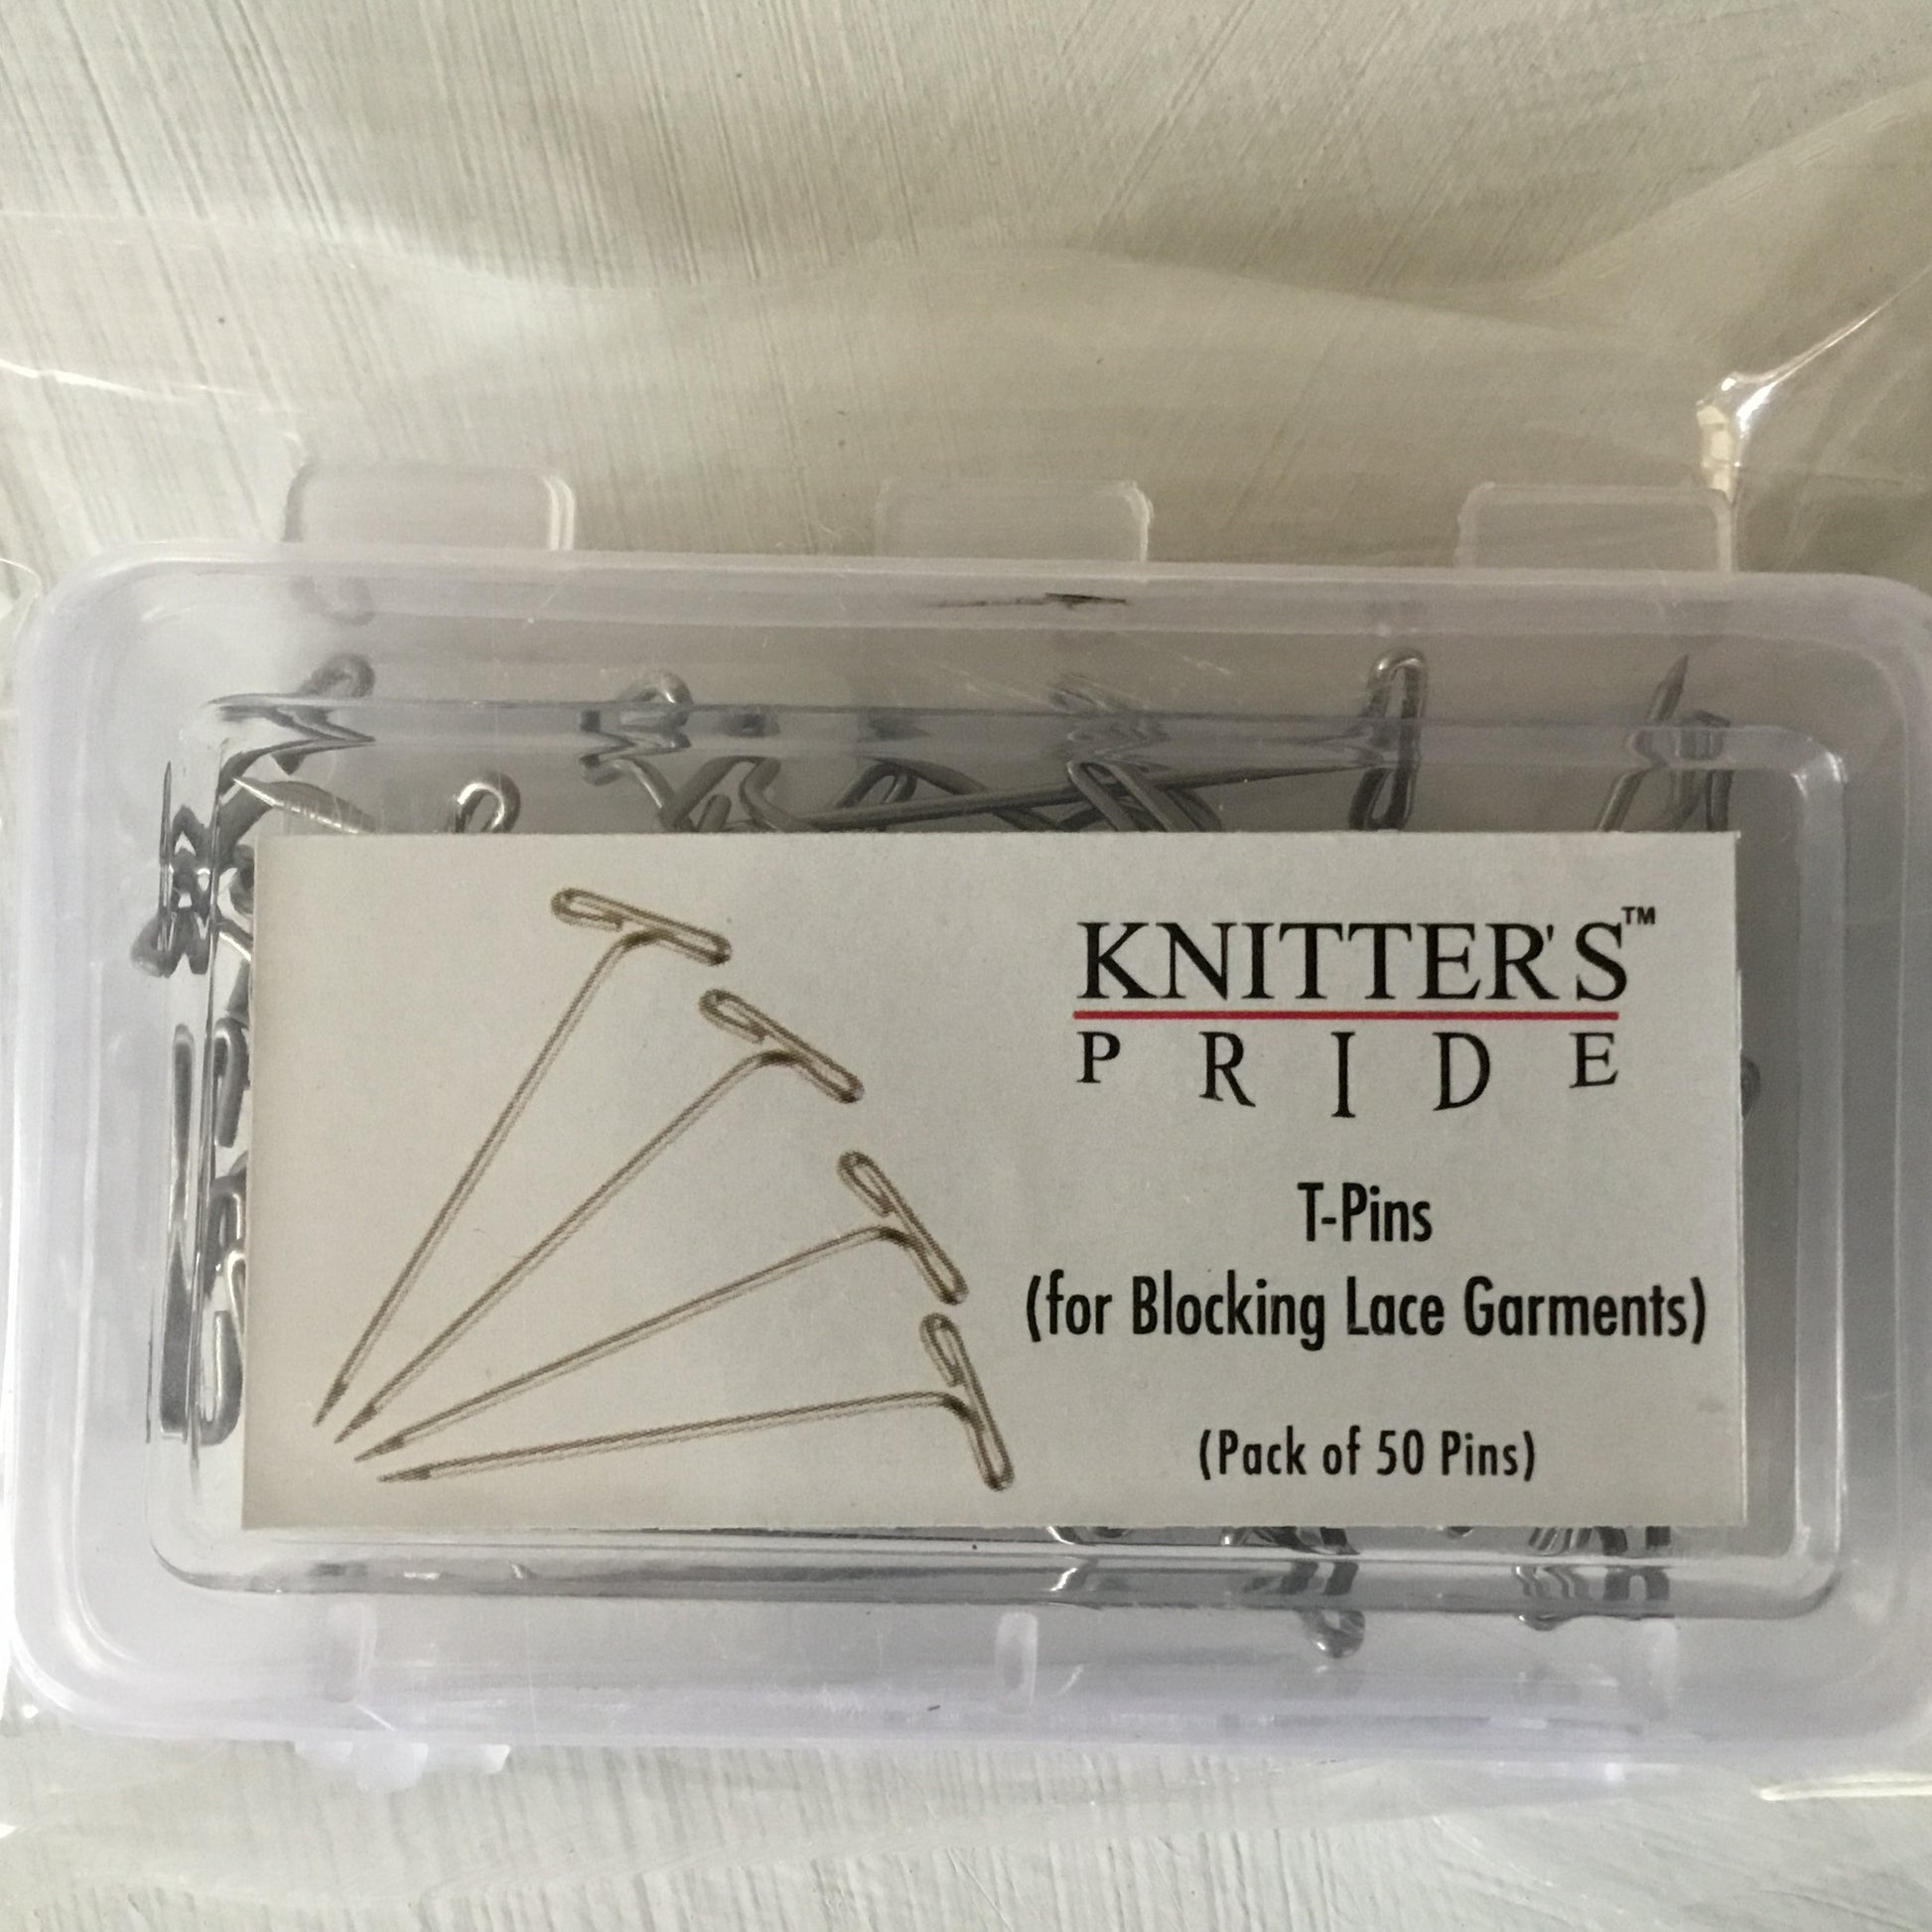 KNITTER'S™
PRIDE
T-Pins
(for Blocking Lace Garments)
(Pack of 50 Pins)